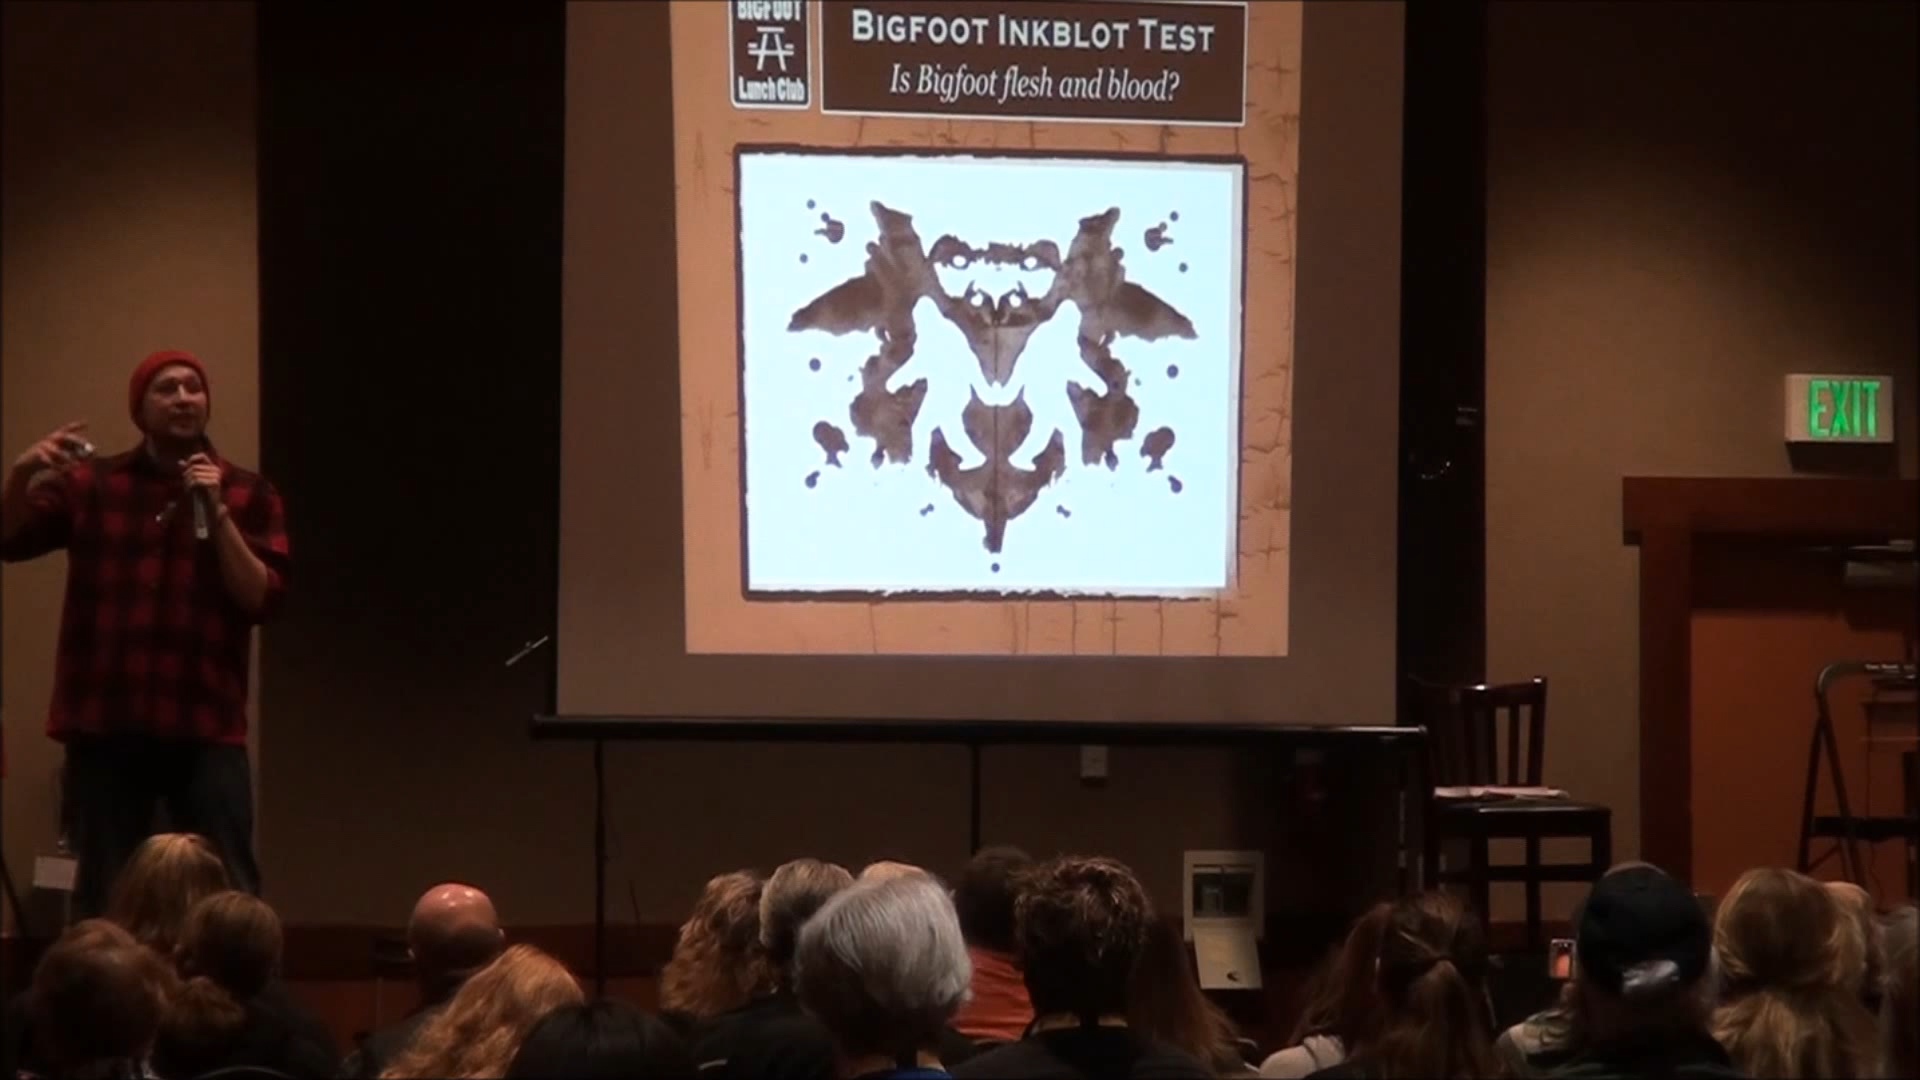 BIGFOOT
Lunch Club
BIGFOOT INKBLOT TEST
Is Bigfoot flesh and blood?
EXIT